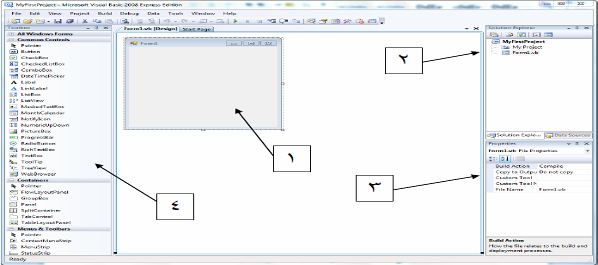 MyFirstProject - Microsoft Visual Basic 2008 Express Edition
File Edit View Project Build Debug Data Tools Window Help
Toolbox
All Windows Forms
Common Controls
Pointer
Button
CheckBox
CheckedListBox
ComboBox
DateTimePicker
Label
LinkLabel
ListBox
ListView
MaskedTextBox
MonthCalendar
NotifyIcon
NumericUpDown
PictureBox
ProgressBar
RadioButton
RichTextBox
TextBox
ToolTip
TreeView
WebBrowser
Containers
Pointer
FlowLayoutPanel
GroupBox
Panel
SplitContainer
TabControl
TableLayoutPanel
Menus & Toolbars
Pointer
ContextMenuStrip
MenuStrip
StatusStrip
Form1.vb [Design] Start Page
Form1
١
٢
٣
٤
Solution Explorer
MyFirstProject
My Project
Form1.vb
Solution Explo... Data Sources
Properties
Form1.vb File Properties
Build Action Compile
Copy to Outpu Do not copy
Custom Tool
Custom Tool
File Name Form1.vb
Build Action
How the file relates to the build and
deployment processes.
Ready